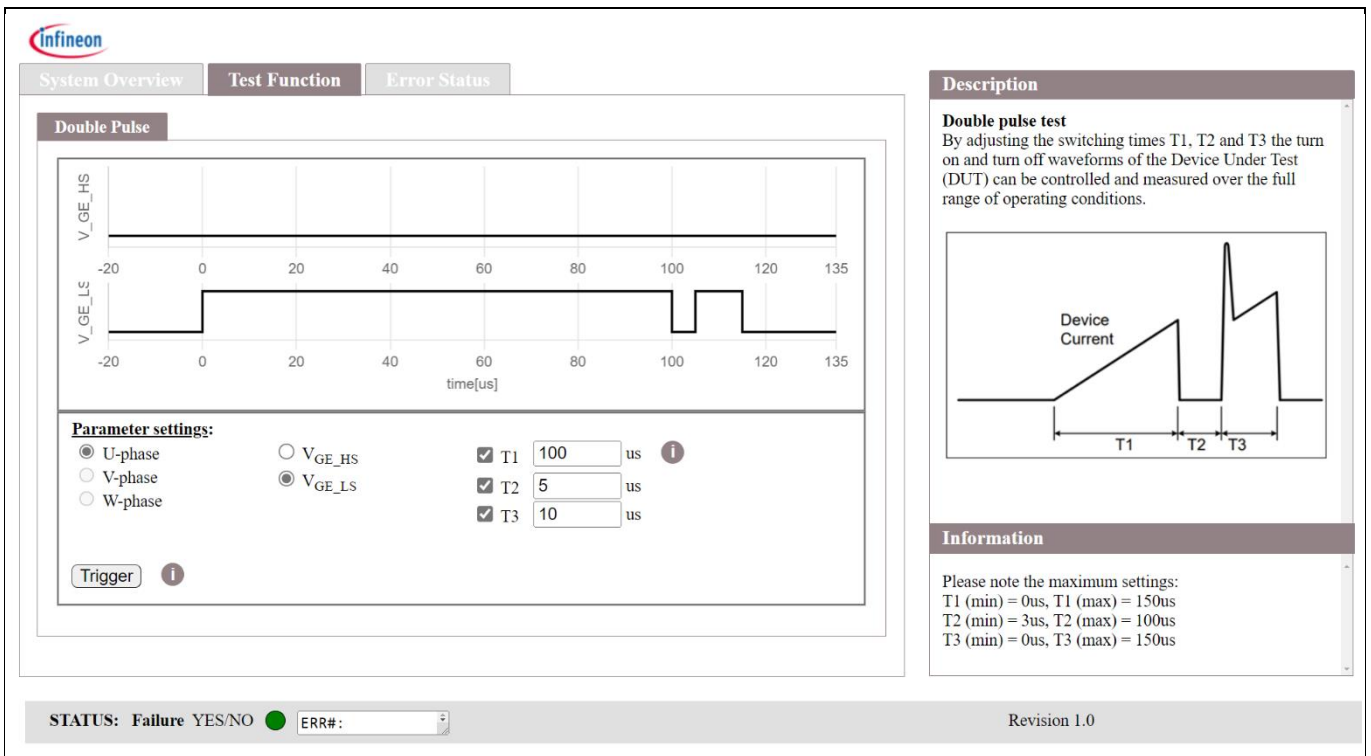 infineon
System Overview
Test Function
Error Status
Double Pulse
V_GE_HS
-20 0 20 40 60 80 100 120 135
V_GE_LS
-20 0 20 40 60 80 100 120 135
time[us]
Parameter settings:
U-phase
V-phase
W-phase
VGE_HS
VGE_LS
T1 100 us i
T2 5 us
T3 10 us
Trigger i
Description
Double pulse test
By adjusting the switching times T1, T2 and T3 the turn
on and turn off waveforms of the Device Under Test
(DUT) can be controlled and measured over the full
range of operating conditions.
Device
Current
T1 T2 T3
Information
Please note the maximum settings:
T1 (min) = 0us, T1 (max) = 150us
T2 (min) = 3us, T2 (max) = 100us
T3 (min) = 0us, T3 (max) = 150us
STATUS: Failure YES/NO ERR#:
Revision 1.0